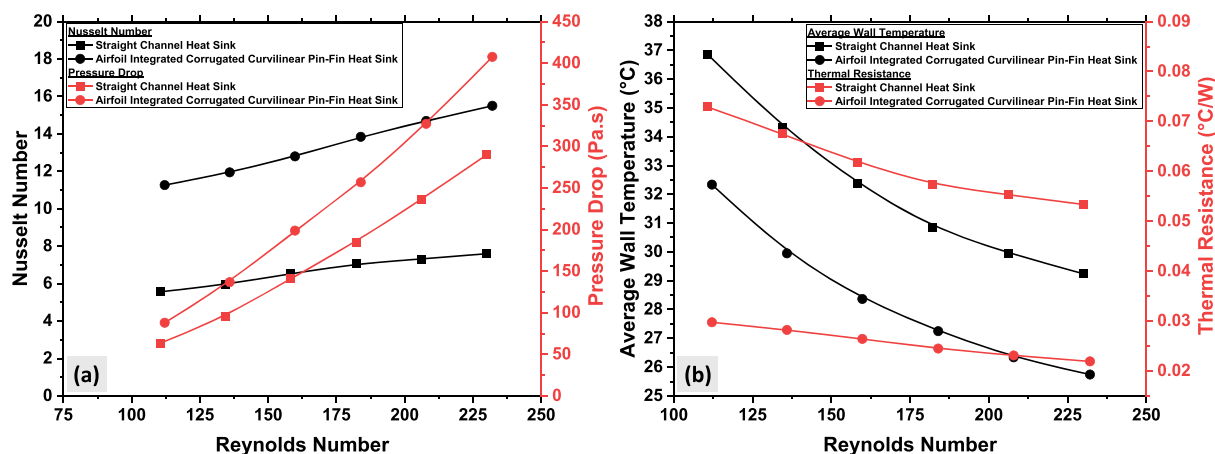 Nusselt Number
Straight Channel Heat Sink
Airfoil Integrated Corrugated Curvilinear Pin-Fin Heat Sink
Pressure Drop
Straight Channel Heat Sink
Airfoil Integrated Corrugated Curvilinear Pin-Fin Heat Sink
20
18
16
14
12
10
8
6
4
2
0
Nusselt Number
450
400
350
300
250
200
150
100
50
0
Pressure Drop (Pa.s)
(a)
75
100
125
150
175
200
225
250
Reynolds Number
Average Wall Temperature
Straight Channel Heat Sink
Airfoil Integrated Corrugated Curvilinear Pin-Fin Heat Sink
Thermal Resistance
Straight Channel Heat Sink
Airfoil Integrated Corrugated Curvilinear Pin-Fin Heat Sink
38
37
36
35
34
33
32
31
30
29
28
27
26
25
Average Wall Temperature (°C)
0.09
0.08
0.07
0.06
0.05
0.04
0.03
0.02
Thermal Resistance (°C/W)
(b)
100
125
150
175
200
225
250
Reynolds Number